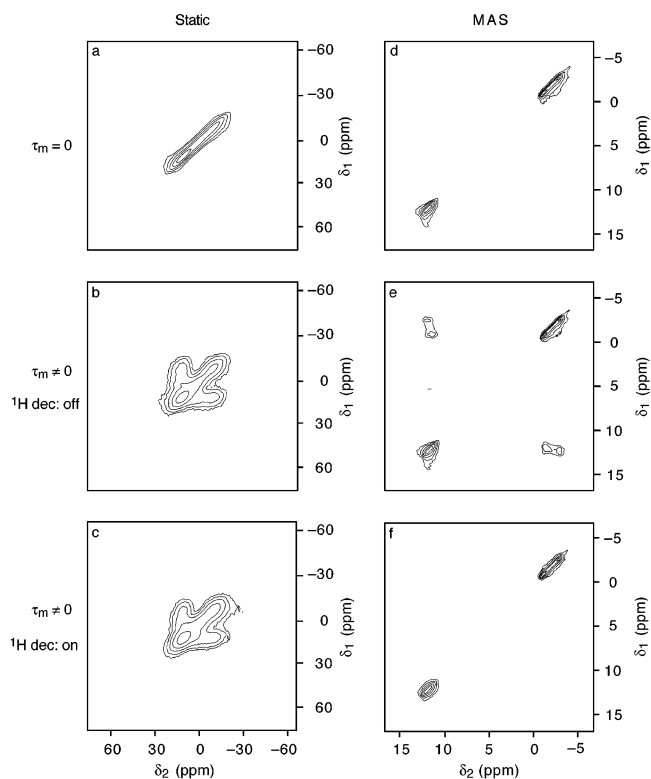 Static
MAS
a
−60
−30
0
30
60
δ1 (ppm)
τm = 0
d
−5
0
5
10
15
δ1 (ppm)
b
−60
−30
0
30
60
δ1 (ppm)
τm ≠ 0
1H dec: off
e
−5
0
5
10
15
δ1 (ppm)
c
−60
−30
0
30
60
δ1 (ppm)
τm ≠ 0
1H dec: on
f
−5
0
5
10
15
δ1 (ppm)
60 30 0 −30 −60
δ2 (ppm)
15 10 5 0 −5
δ2 (ppm)